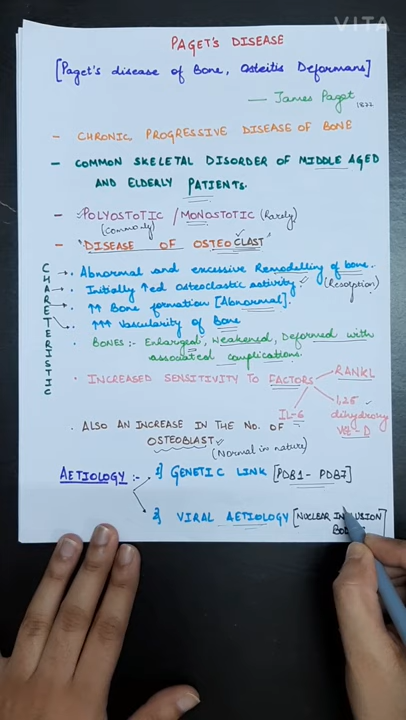 VITA
PAGET'S DISEASE
[Paget's disease of Bone, Osteitis Deformans]
— James Paget 1877
- CHRONIC PROGRESSIVE DISEASE OF BONE
- COMMON SKELETAL DISORDER OF MIDDLE AGED
AND ELDERLY PATIENTS.
- POLYOSTOTIC / MONOSTOTIC (Rarely)
(Commonly)
- "DISEASE OF OSTEOCLAST"
CHARETERISTIC
Abnormal and excessive Remodelling of bone.
Initially ↑ed osteoclastic activity.
(Resorption)
↑↑ Bone formation [Abnormal].
↑↑↑ Vascularity of Bone
BONES:- Enlarged, Weakened, Deformed with
associated complications.
INCREASED SENSITIVITY TO FACTORS
RANKL
IL-6
1,25
dihydroxy
Vit-D
ALSO AN INCREASE IN THE NO. OF
OSTEOBLAST
(Normal in nature)
AETIOLOGY :- 1) GENETIC LINK [PDB1- PDB7]
2) VIRAL AETIOLOGY [NUCLEAR INCLUSION